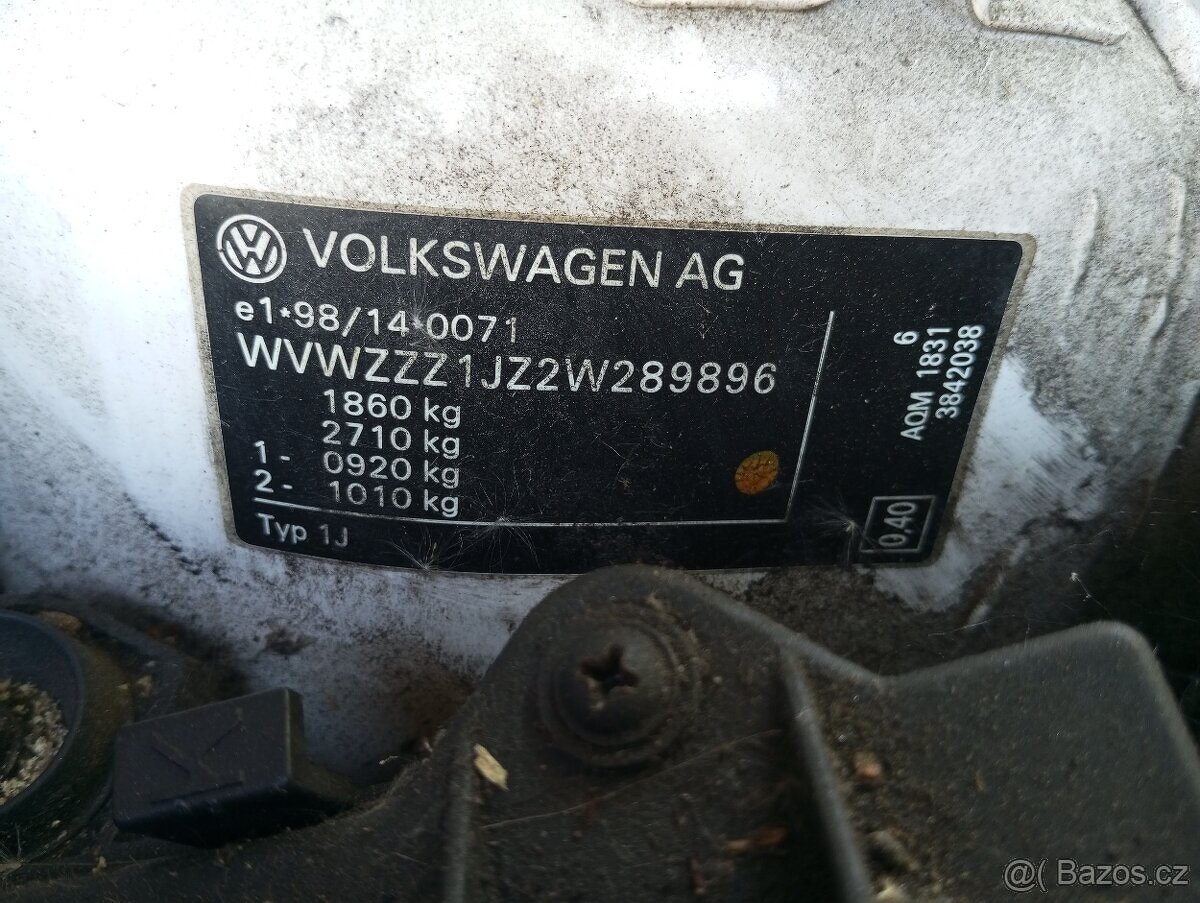 VOLKSWAGEN AG
e1*98/14*0071
WVWZZZ1JZ2W289896
1860 kg
2710 kg
1- 0920 kg
2- 1010 kg
Typ 1J
6
AQM 1831
3842038
0,40
@( Bazos.cz